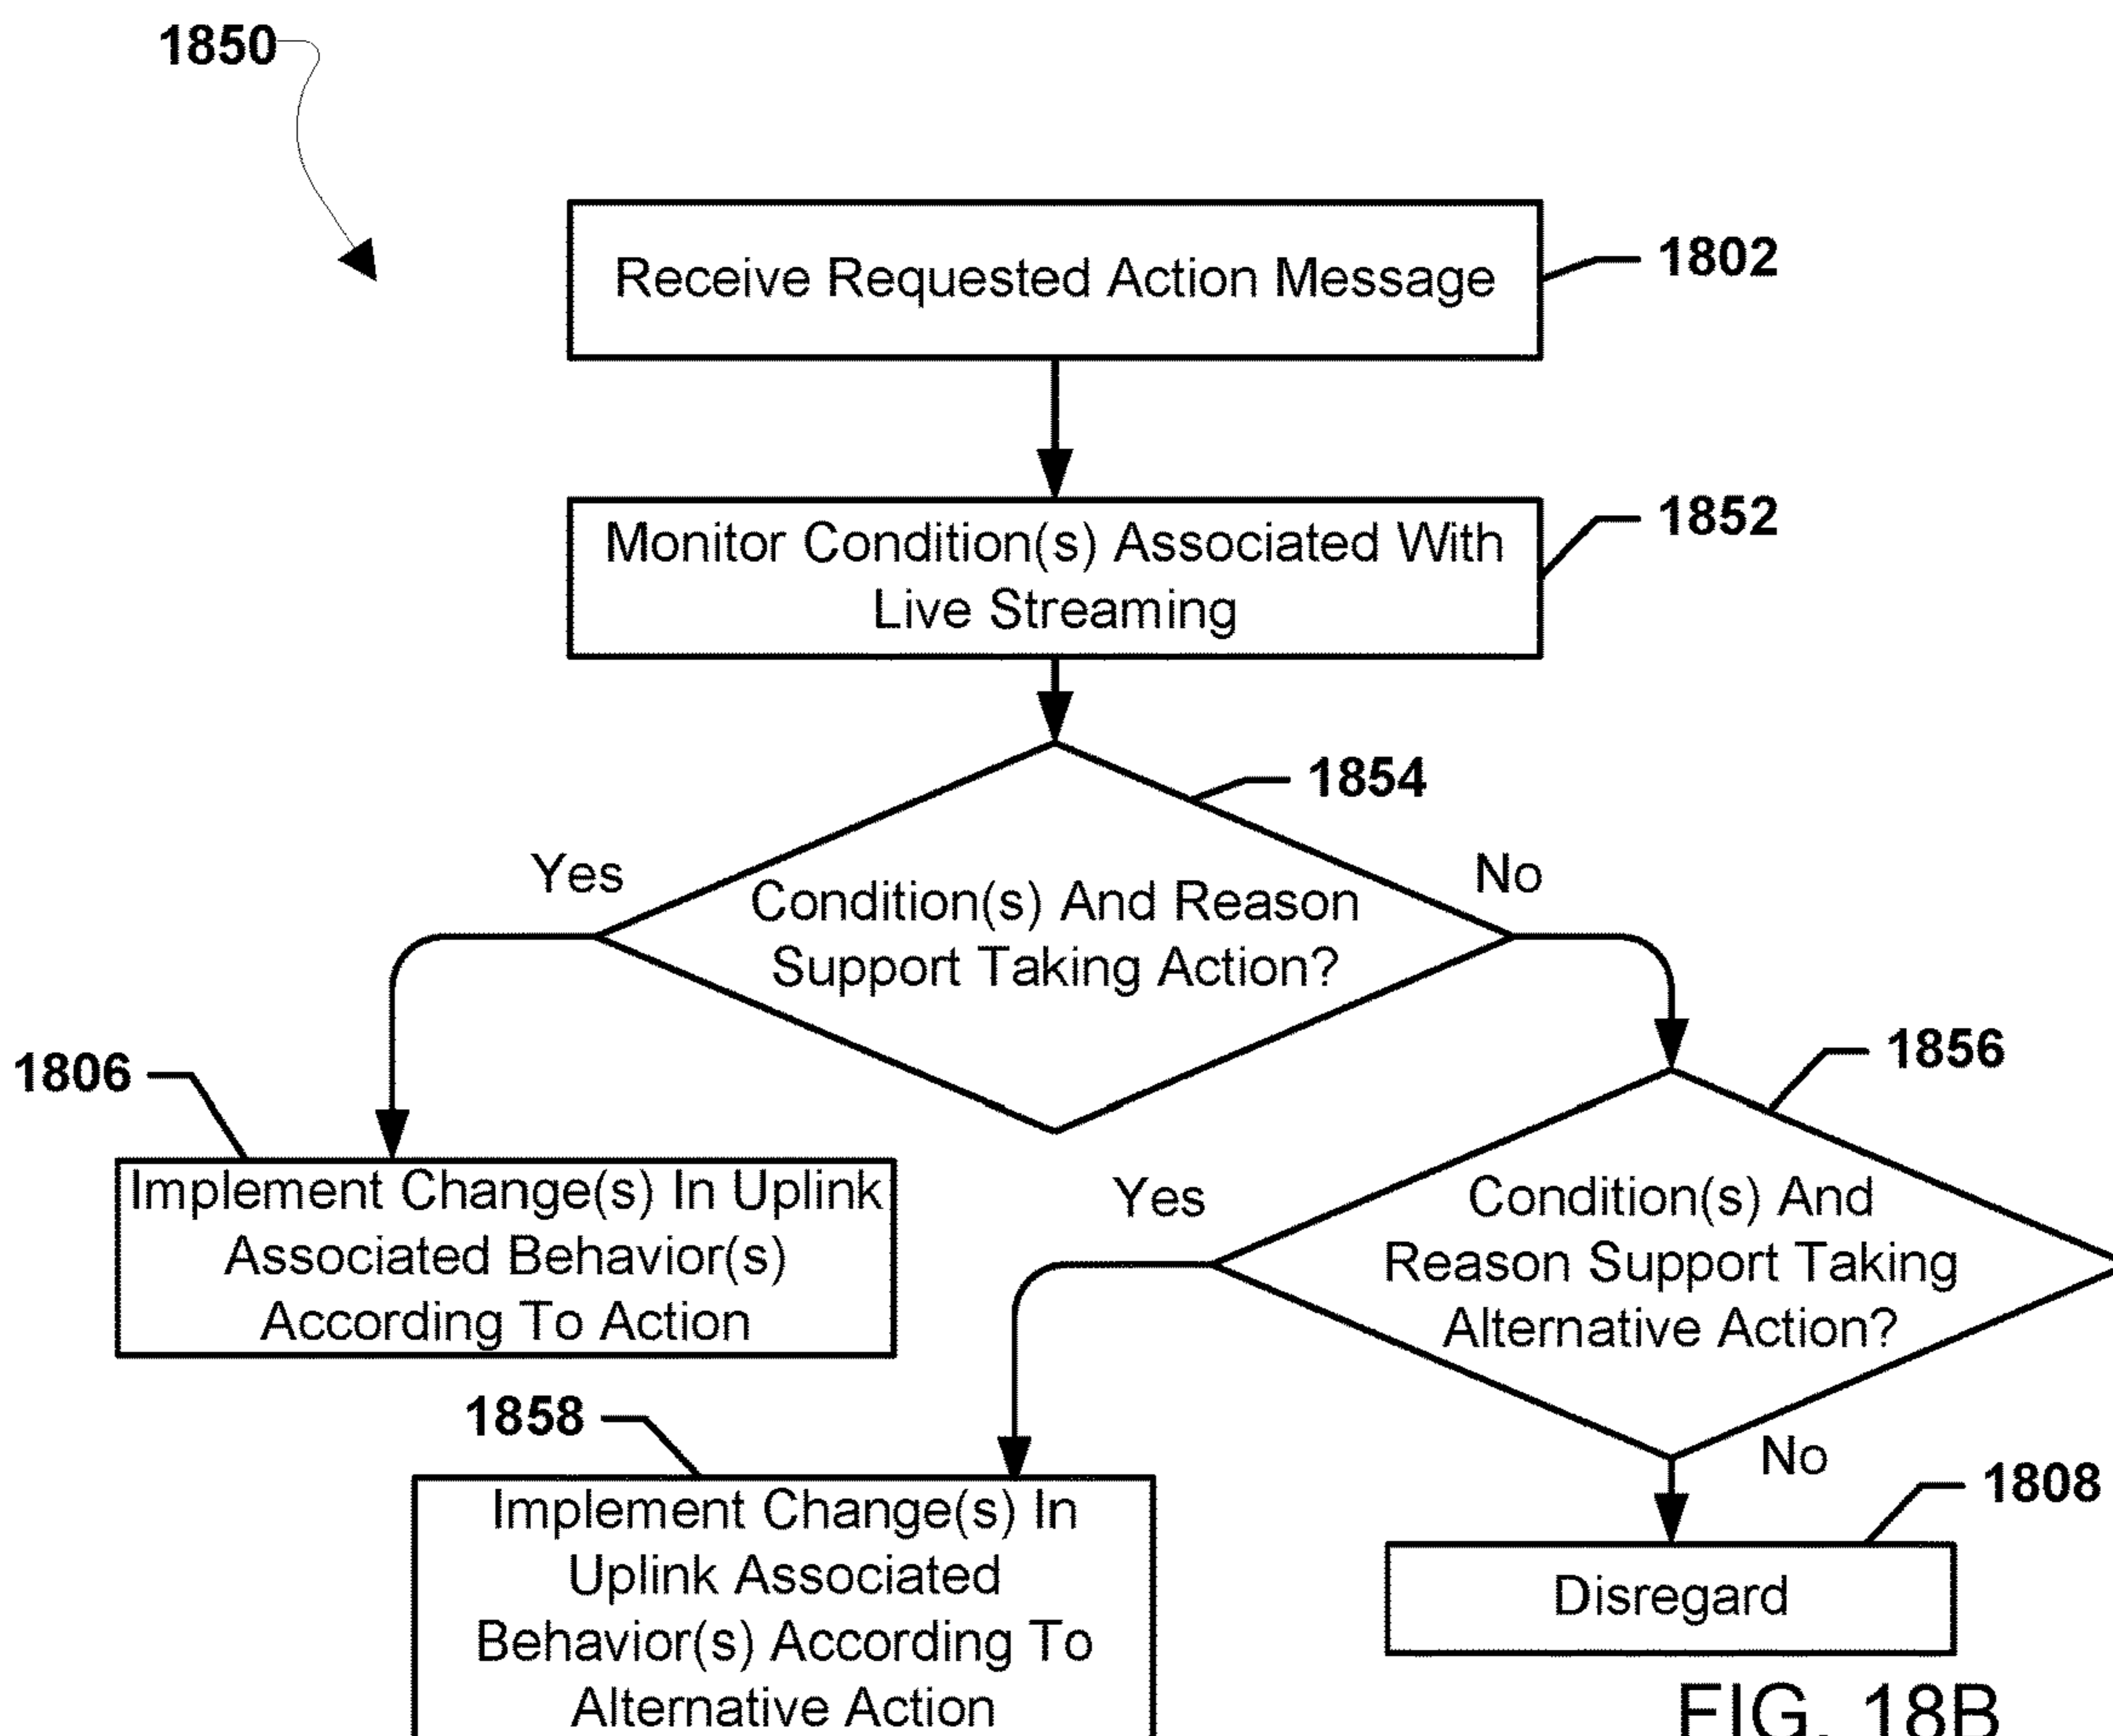 1850
Receive Requested Action Message
1802
Monitor Condition(s) Associated With
Live Streaming
1852
1854
Yes
No
Condition(s) And Reason
Support Taking Action?
1806
1856
Implement Change(s) In Uplink
Associated Behavior(s)
According To Action
Yes
Condition(s) And
Reason Support Taking
Alternative Action?
1858
No
1808
Implement Change(s) In
Uplink Associated
Behavior(s) According To
Alternative Action
Disregard
FIG. 18B